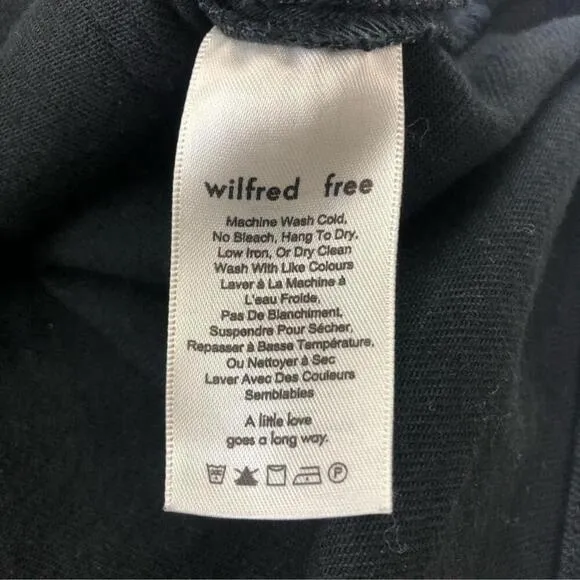 wilfred free
Machine Wash Cold,
No Bleach, Hang To Dry,
Low Iron, Or Dry Clean
Wash With Like Colours
Laver à La Machine à
L'eau Froide,
Pas De Blanchiment,
Suspendre Pour Sécher,
Repasser à Basse Température,
Ou Nettoyer à Sec
Laver Avec Des Couleurs
Semblables
A little love
goes a long way.
P